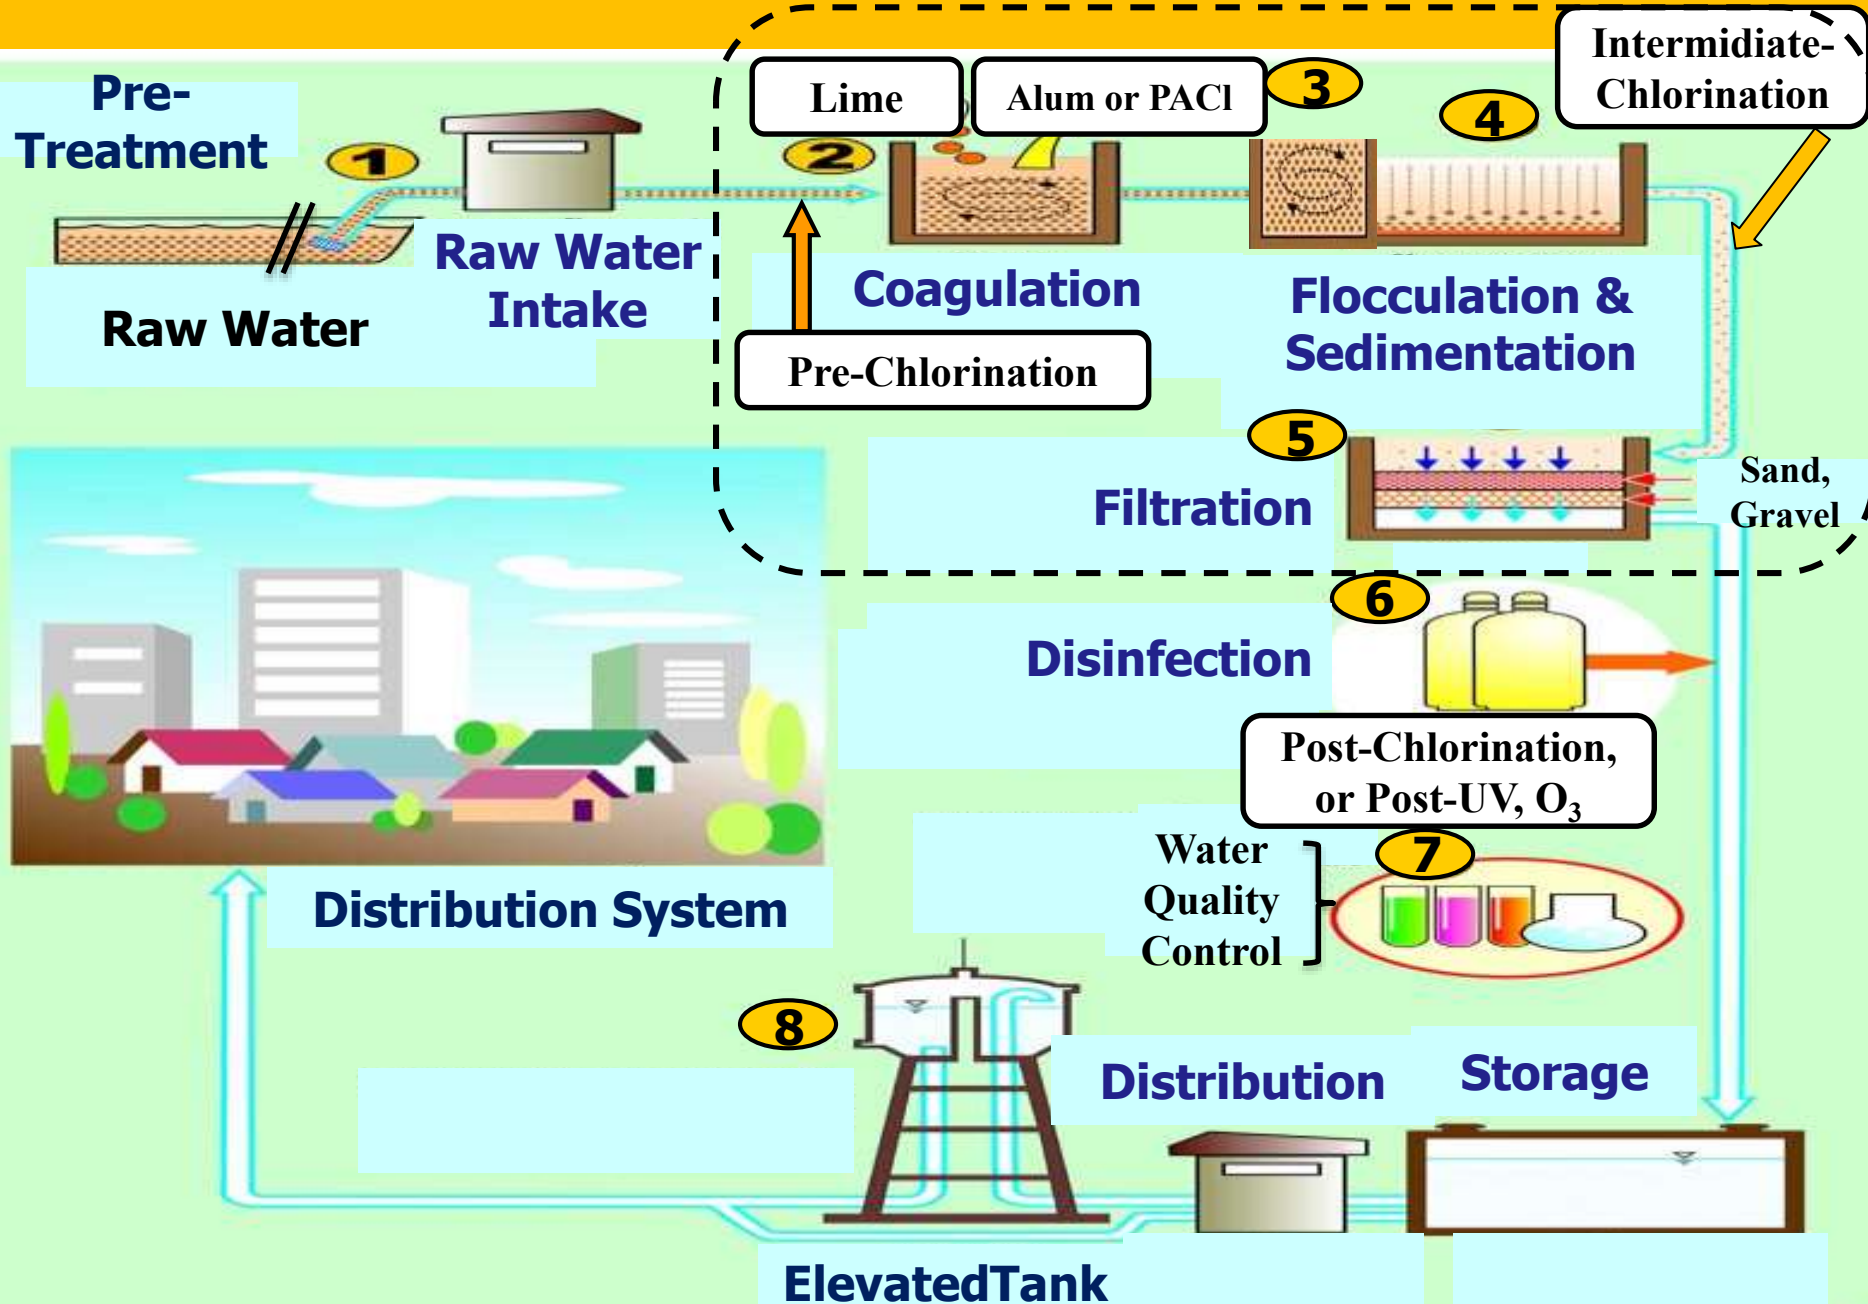 Pre-
Treatment
1
Raw Water
Raw Water
Intake
2
Lime
Alum or PACl
3
4
Intermidiate-
Chlorination
Coagulation
Pre-Chlorination
Flocculation &
Sedimentation
5
Filtration
Sand,
Gravel
6
Disinfection
Post-Chlorination,
or Post-UV, O₃
7
Water
Quality
Control
Distribution System
8
Distribution
Storage
ElevatedTank